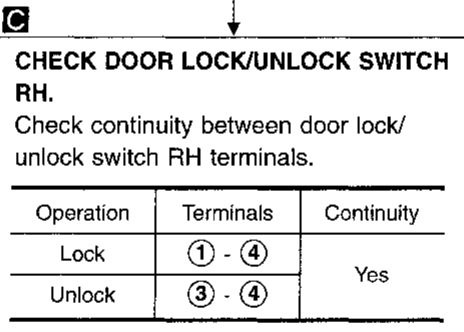 C
CHECK DOOR LOCK/UNLOCK SWITCH
RH.
Check continuity between door lock/
unlock switch RH terminals.
Operation Terminals Continuity
Lock ① - ④
Yes
Unlock ③ - ④